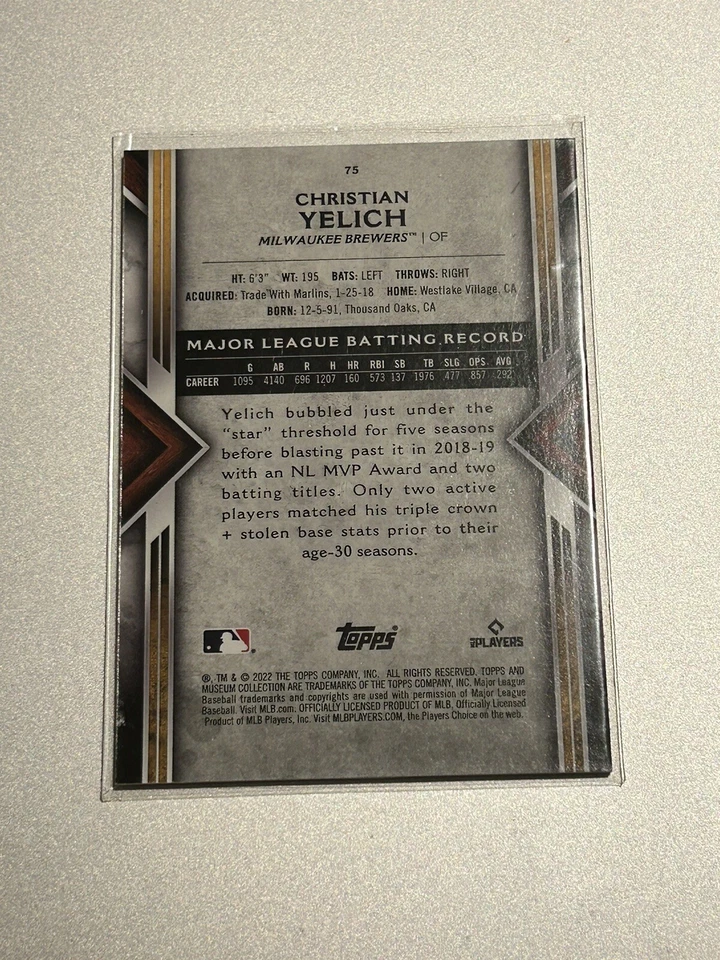 75
CHRISTIAN
YELICH
MILWAUKEE BREWERS™ | OF
HT: 6'3" WT: 195 BATS: LEFT THROWS: RIGHT
ACQUIRED: Trade With Marlins, 1-25-18 HOME: Westlake Village, CA
BORN: 12-5-91, Thousand Oaks, CA
MAJOR LEAGUE BATTING RECORD
G AB R H HR RBI SB TB SLG OPS AVG
CAREER 1095 4140 696 1207 160 573 137 1976 .477 .857 .292
Yelich bubbled just under the
"star" threshold for five seasons
before blasting past it in 2018-19
with an NL MVP Award and two
batting titles. Only two active
players matched his triple crown
+ stolen base stats prior to their
age-30 seasons.
® topps MLB PLAYERS
®, TM & © 2022 THE TOPPS COMPANY, INC. ALL RIGHTS RESERVED. TOPPS AND
MUSEUM COLLECTION ARE TRADEMARKS OF THE TOPPS COMPANY, INC. Major League
Baseball trademarks and copyrights are used with permission of Major League
Baseball. Visit MLB.com. OFFICIALLY LICENSED PRODUCT OF MLB. Officially Licensed
Product of MLB Players, Inc. Visit MLBPLAYERS.COM, the Players Choice on the web.